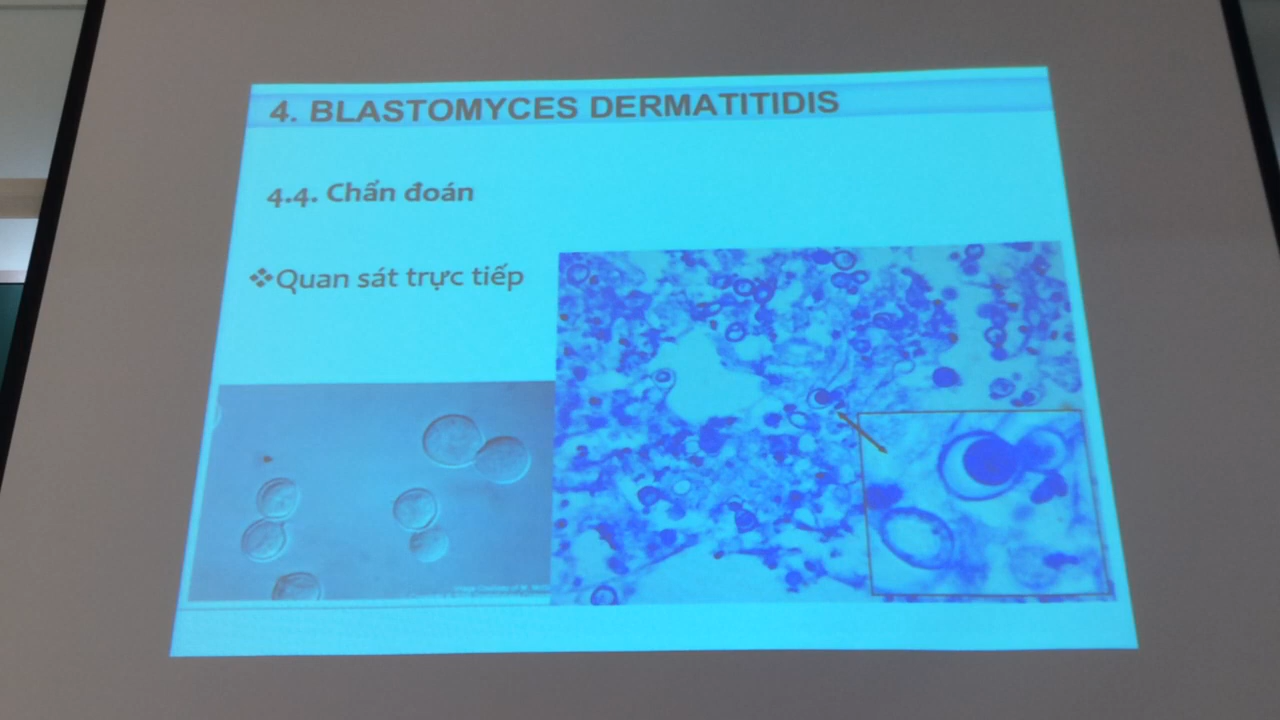 4. BLASTOMYCES DERMATITIDIS
4.4. Chẩn đoán
❖Quan sát trực tiếp